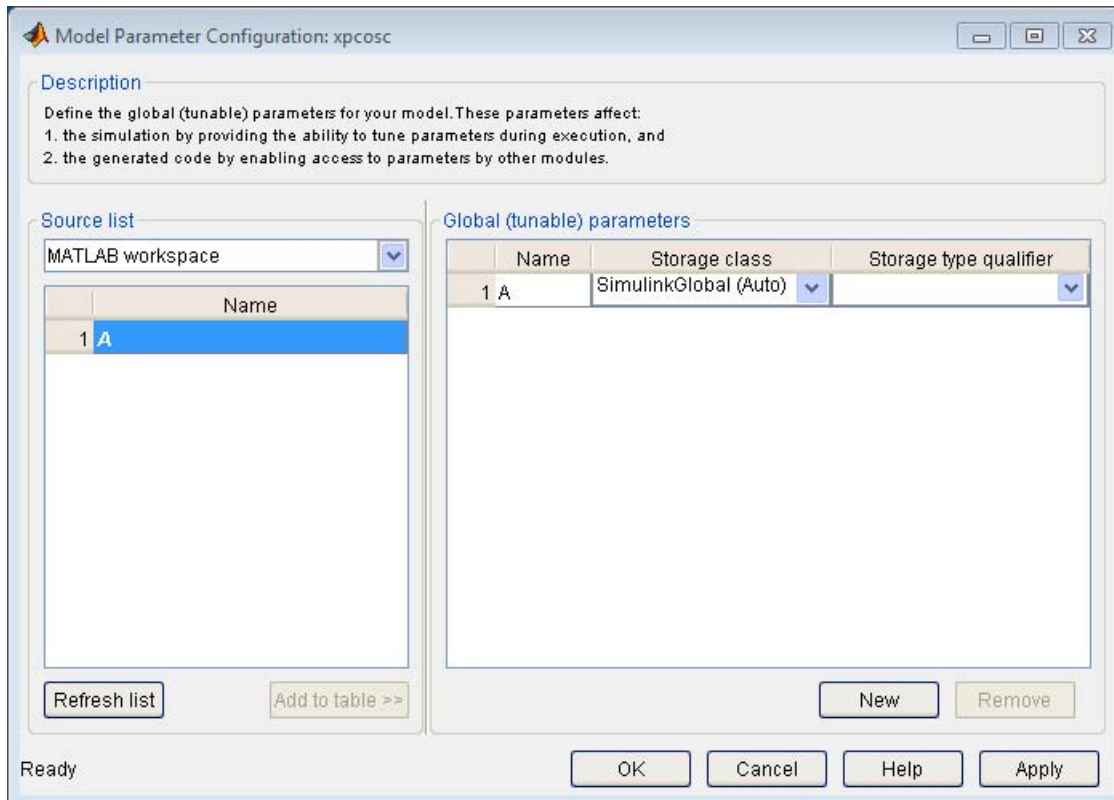 Model Parameter Configuration: xpcosc
Description
Define the global (tunable) parameters for your model.These parameters affect:
1. the simulation by providing the ability to tune parameters during execution, and
2. the generated code by enabling access to parameters by other modules.
Source list
MATLAB workspace
Name
1 A
Refresh list
Add to table >>
Global (tunable) parameters
Name Storage class Storage type qualifier
1 A SimulinkGlobal (Auto)
New
Remove
Ready
OK
Cancel
Help
Apply